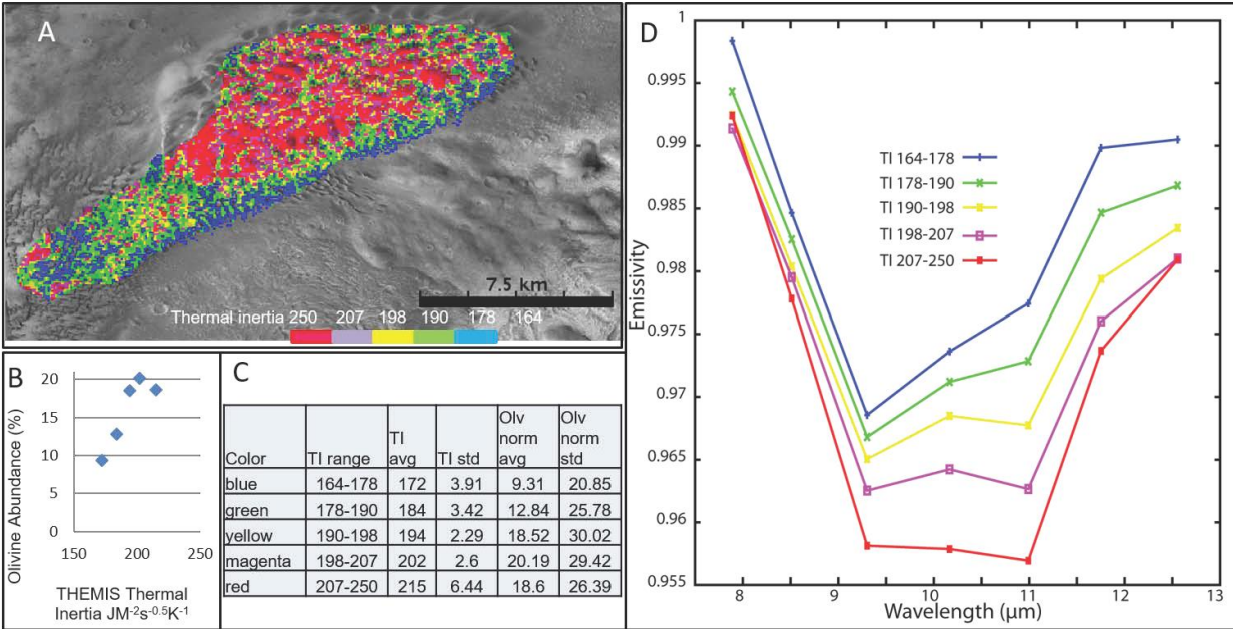 A
7.5 km
Thermal inertia 250 207 198 190 178 164
B
20
15
10
5
0
150 200 250
Olivine Abundance (%)
THEMIS Thermal
Inertia JM-2s-0.5K-1
C
Color TI range TI avg TI std Olv norm avg Olv norm std
blue 164-178 172 3.91 9.31 20.85
green 178-190 184 3.42 12.84 25.78
yellow 190-198 194 2.29 18.52 30.02
magenta 198-207 202 2.6 20.19 29.42
red 207-250 215 6.44 18.6 26.39
D
1
0.995
0.99
0.985
0.98
0.975
0.97
0.965
0.96
0.955
Emissivity
TI 164-178
TI 178-190
TI 190-198
TI 198-207
TI 207-250
8 9 10 11 12 13
Wavelength (μm)